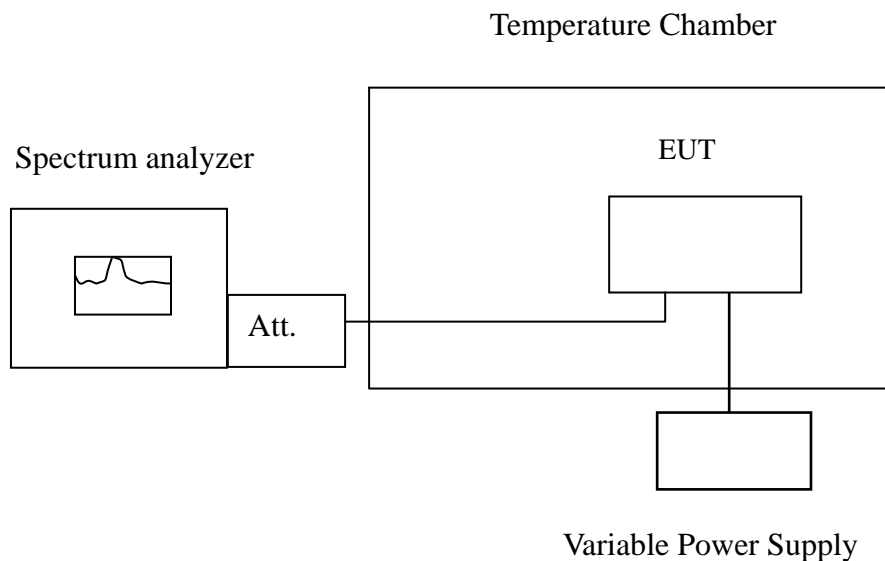 Temperature Chamber
EUT
Spectrum analyzer
Att.
Variable Power Supply